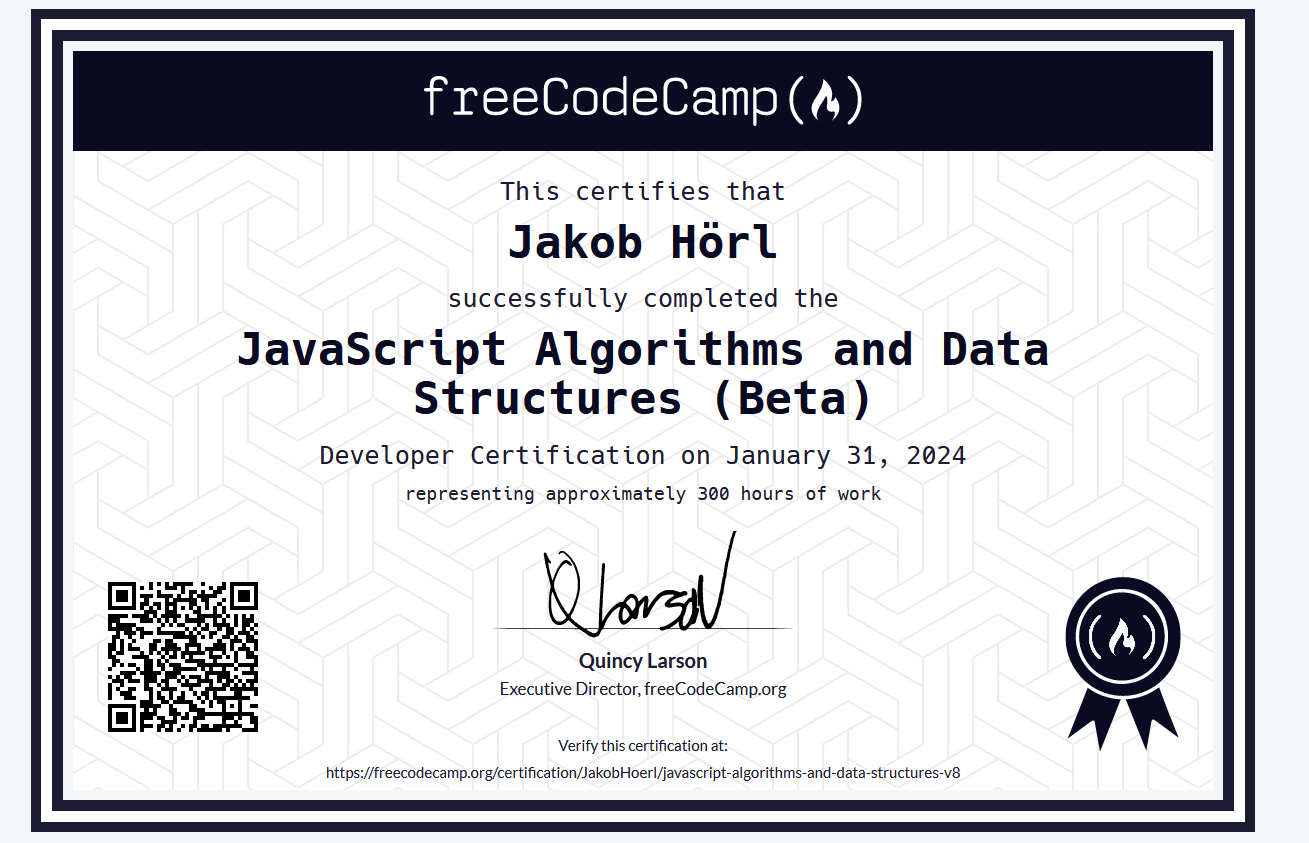 freeCodeCamp
This certifies that
Jakob Hörl
successfully completed the
JavaScript Algorithms and Data
Structures (Beta)
Developer Certification on January 31, 2024
representing approximately 300 hours of work
Quincy Larson
Executive Director, freeCodeCamp.org
Verify this certification at:
https://freecodecamp.org/certification/JakobHoerl/javascript-algorithms-and-data-structures-v8